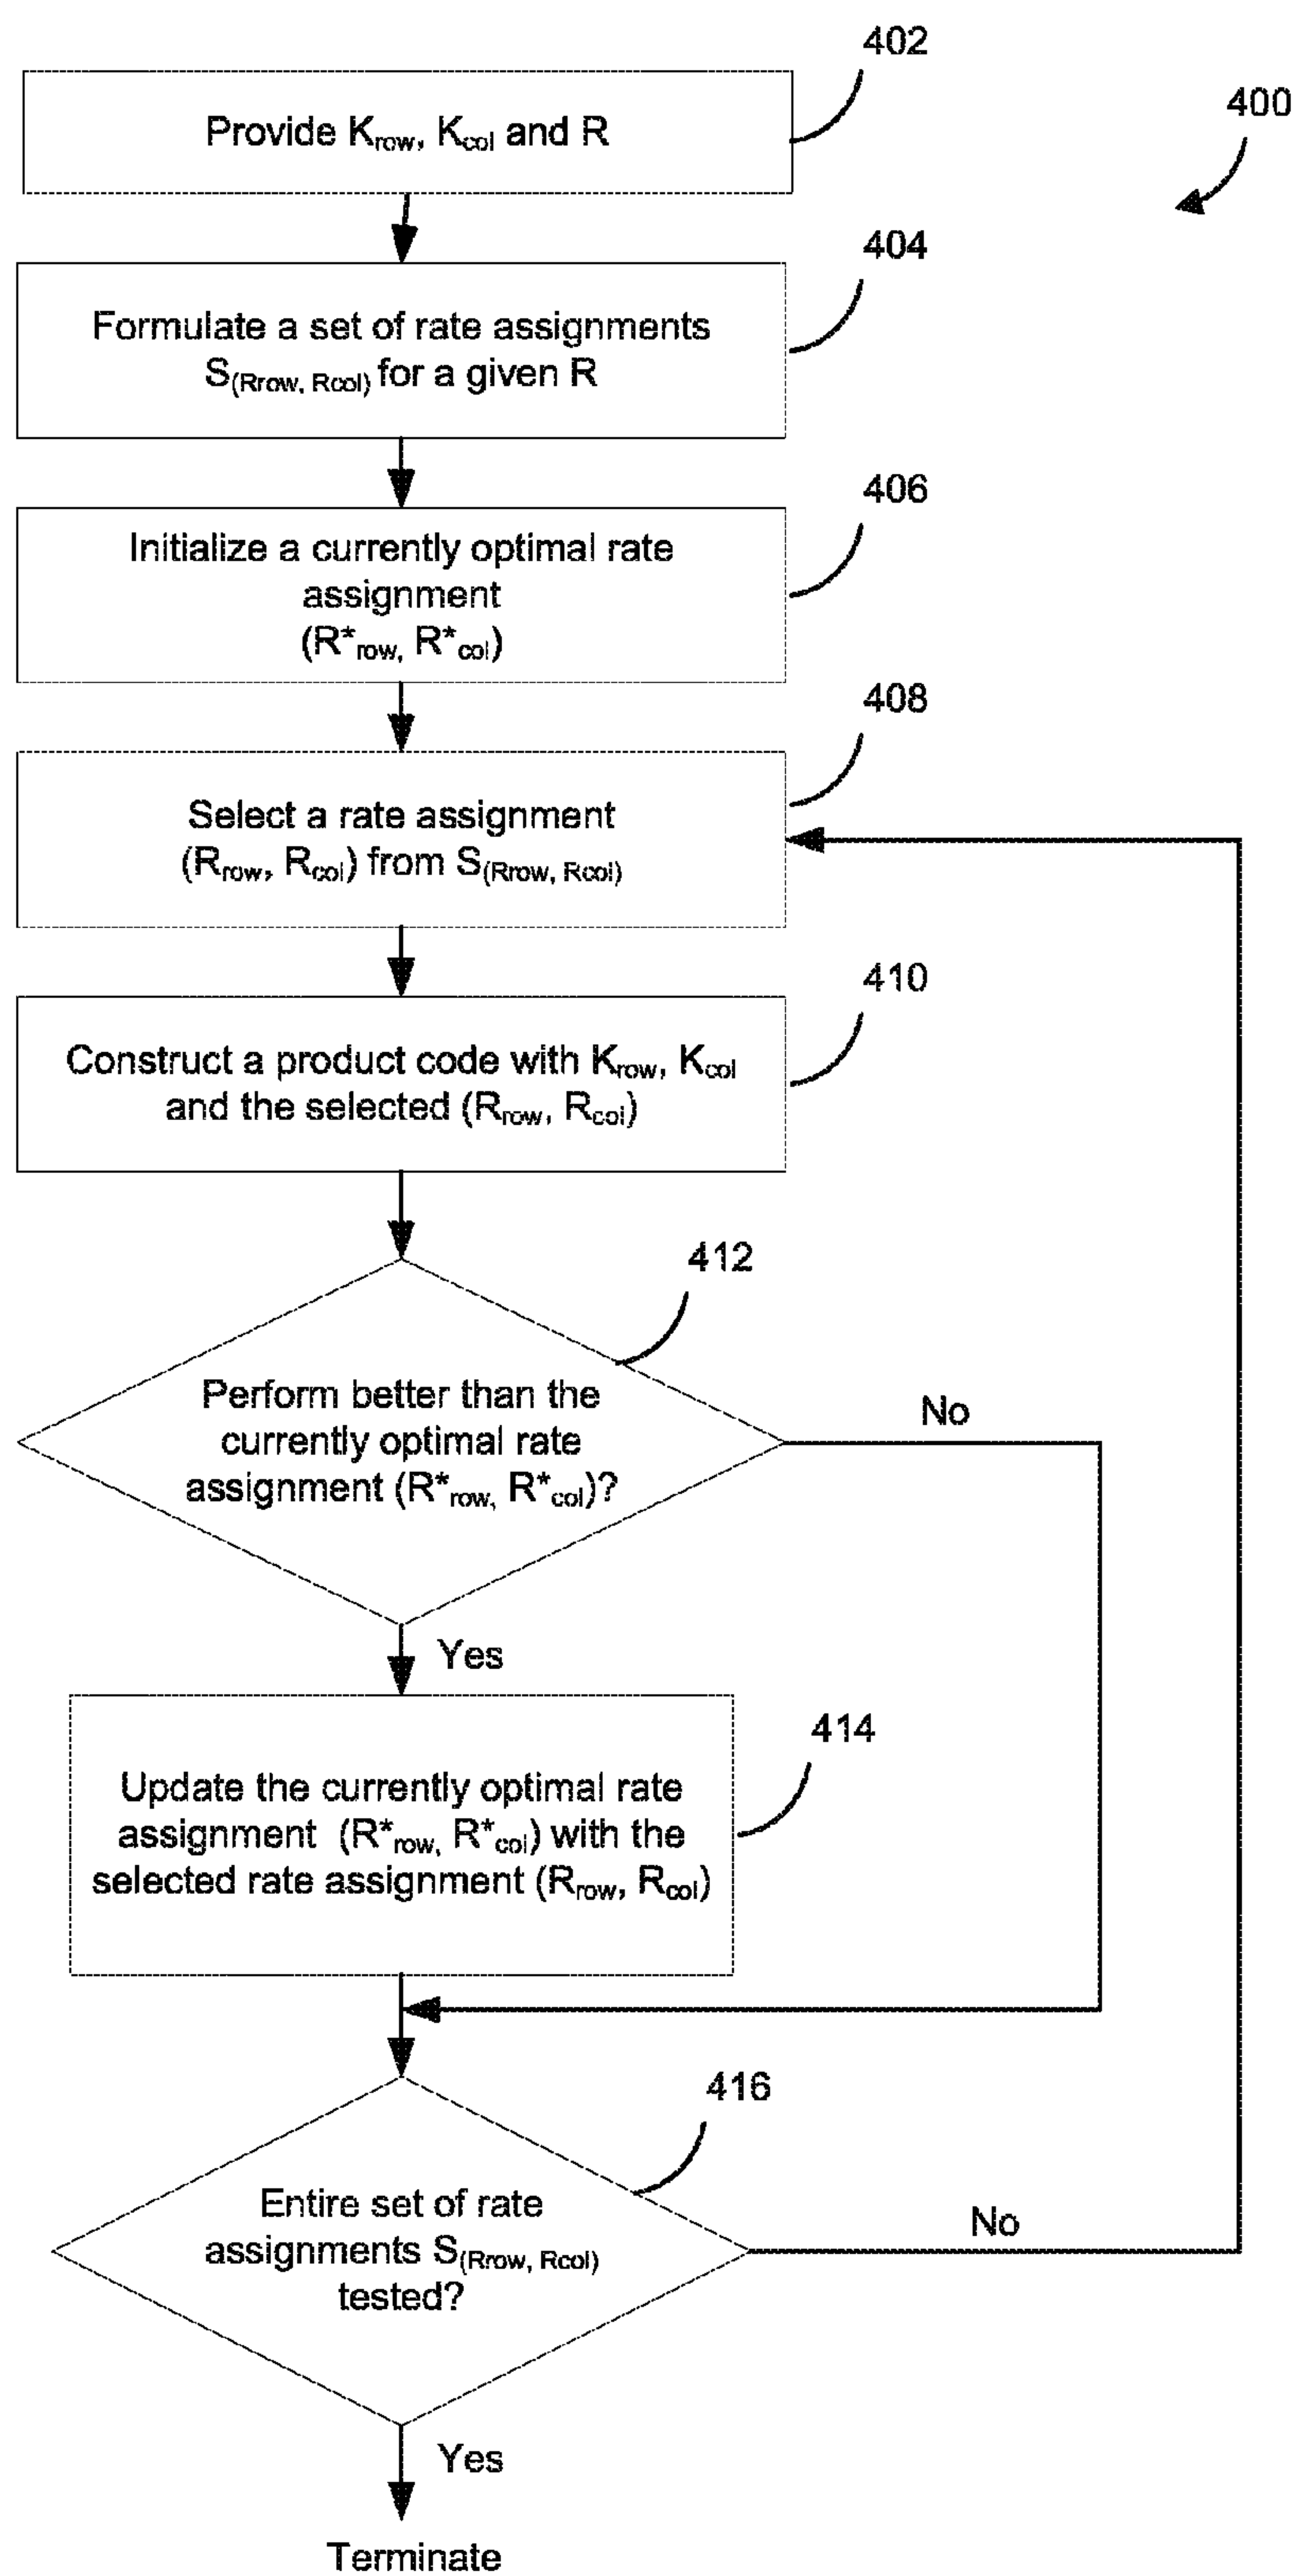 402
400
Provide Krow, Kcol and R
404
Formulate a set of rate assignments
S(Rrow, Rcol) for a given R
406
Initialize a currently optimal rate
assignment
(R*row, R*col)
408
Select a rate assignment
(Rrow, Rcol) from S(Rrow, Rcol)
410
Construct a product code with Krow, Kcol
and the selected (Rrow, Rcol)
412
Perform better than the
currently optimal rate
assignment (R*row, R*col)?
No
Yes
414
Update the currently optimal rate
assignment (R*row, R*col) with the
selected rate assignment (Rrow, Rcol)
416
Entire set of rate
assignments S(Rrow, Rcol)
tested?
No
Yes
Terminate